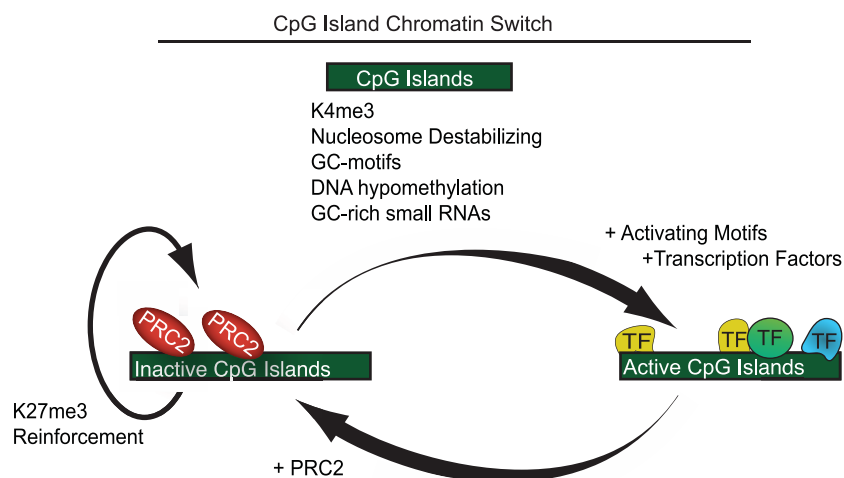 CpG Island Chromatin Switch
CpG Islands
K4me3
Nucleosome Destabilizing
GC-motifs
DNA hypomethylation
GC-rich small RNAs
+ Activating Motifs
+Transcription Factors
PRC2
PRC2
Inactive CpG Islands
TF
TF
TF
TF
Active CpG Islands
K27me3
Reinforcement
+ PRC2